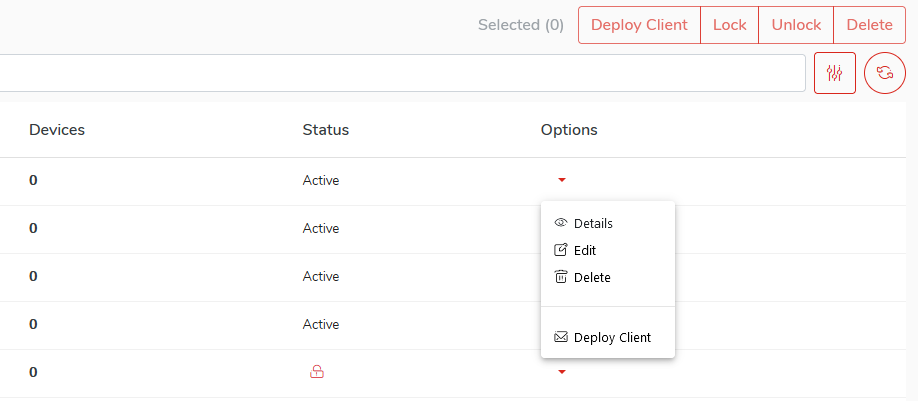 Selected (0) Deploy Client Lock Unlock Delete
Devices Status Options
0 Active
Details
0 Active
Edit
0 Active Delete
0 Active
Deploy Client
0